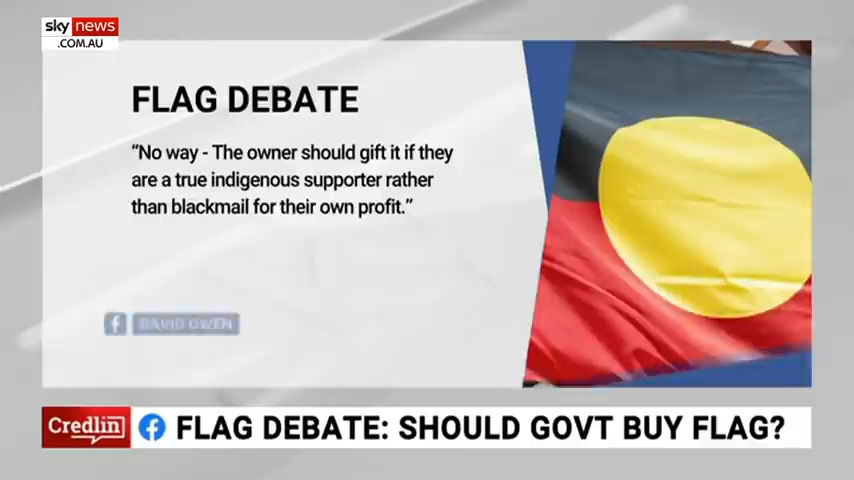 sky news
.COM.AU
FLAG DEBATE
“No way - The owner should gift it if they
are a true indigenous supporter rather
than blackmail for their own profit.”
DAVID OWEN
Credlin
FLAG DEBATE: SHOULD GOVT BUY FLAG?